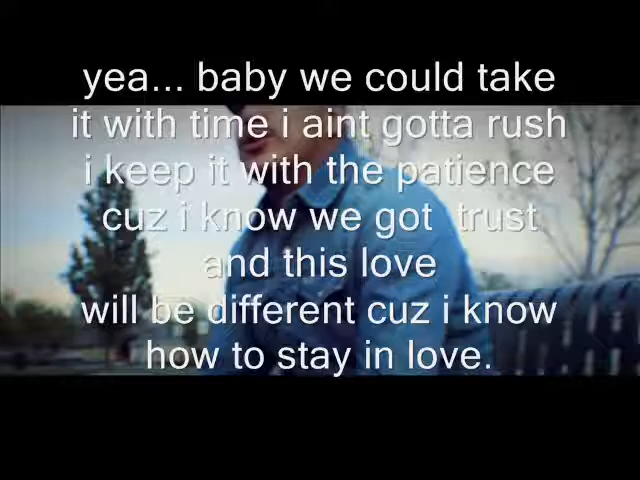 yea... baby we could take
it with time i aint gotta rush
i keep it with the patience
cuz i know we got trust
and this love
will be different cuz i know
how to stay in love.